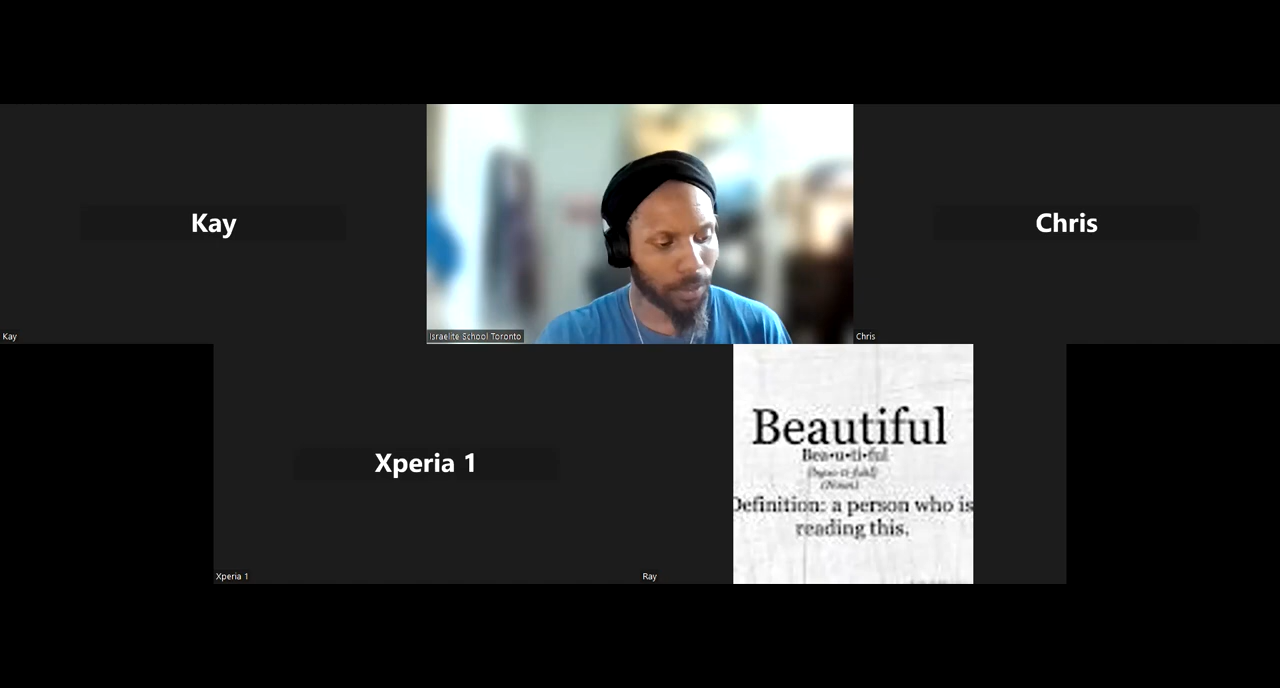 Kay
Chris
Kay
Israelite School Toronto
Chris
Xperia 1
Beautiful
Bea•u•ti•ful
(Noun)
Definition: a person who is
reading this.
Xperia 1
Ray